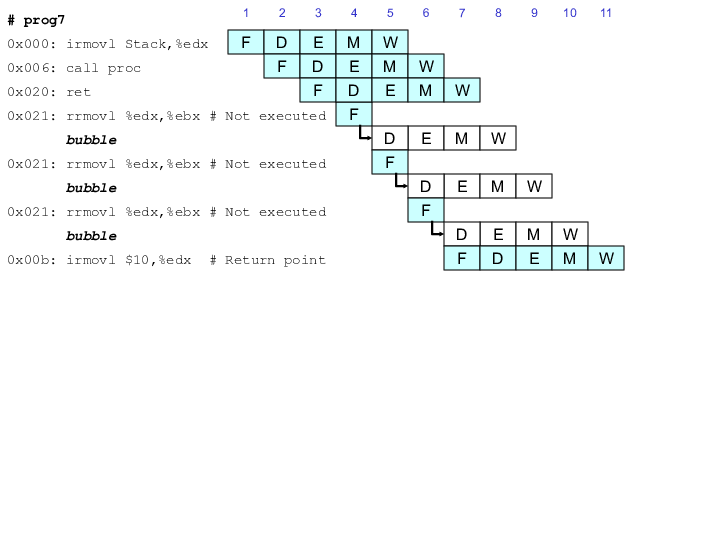 1 2 3 4 5 6 7 8 9 10 11
# prog7
0x000: irmovl Stack,%edx F D E M W
0x006: call proc F D E M W
0x020: ret F D E M W
0x021: rrmovl %edx,%ebx # Not executed F
bubble D E M W
0x021: rrmovl %edx,%ebx # Not executed F
bubble D E M W
0x021: rrmovl %edx,%ebx # Not executed F
bubble D E M W
0x00b: irmovl $10,%edx # Return point F D E M W